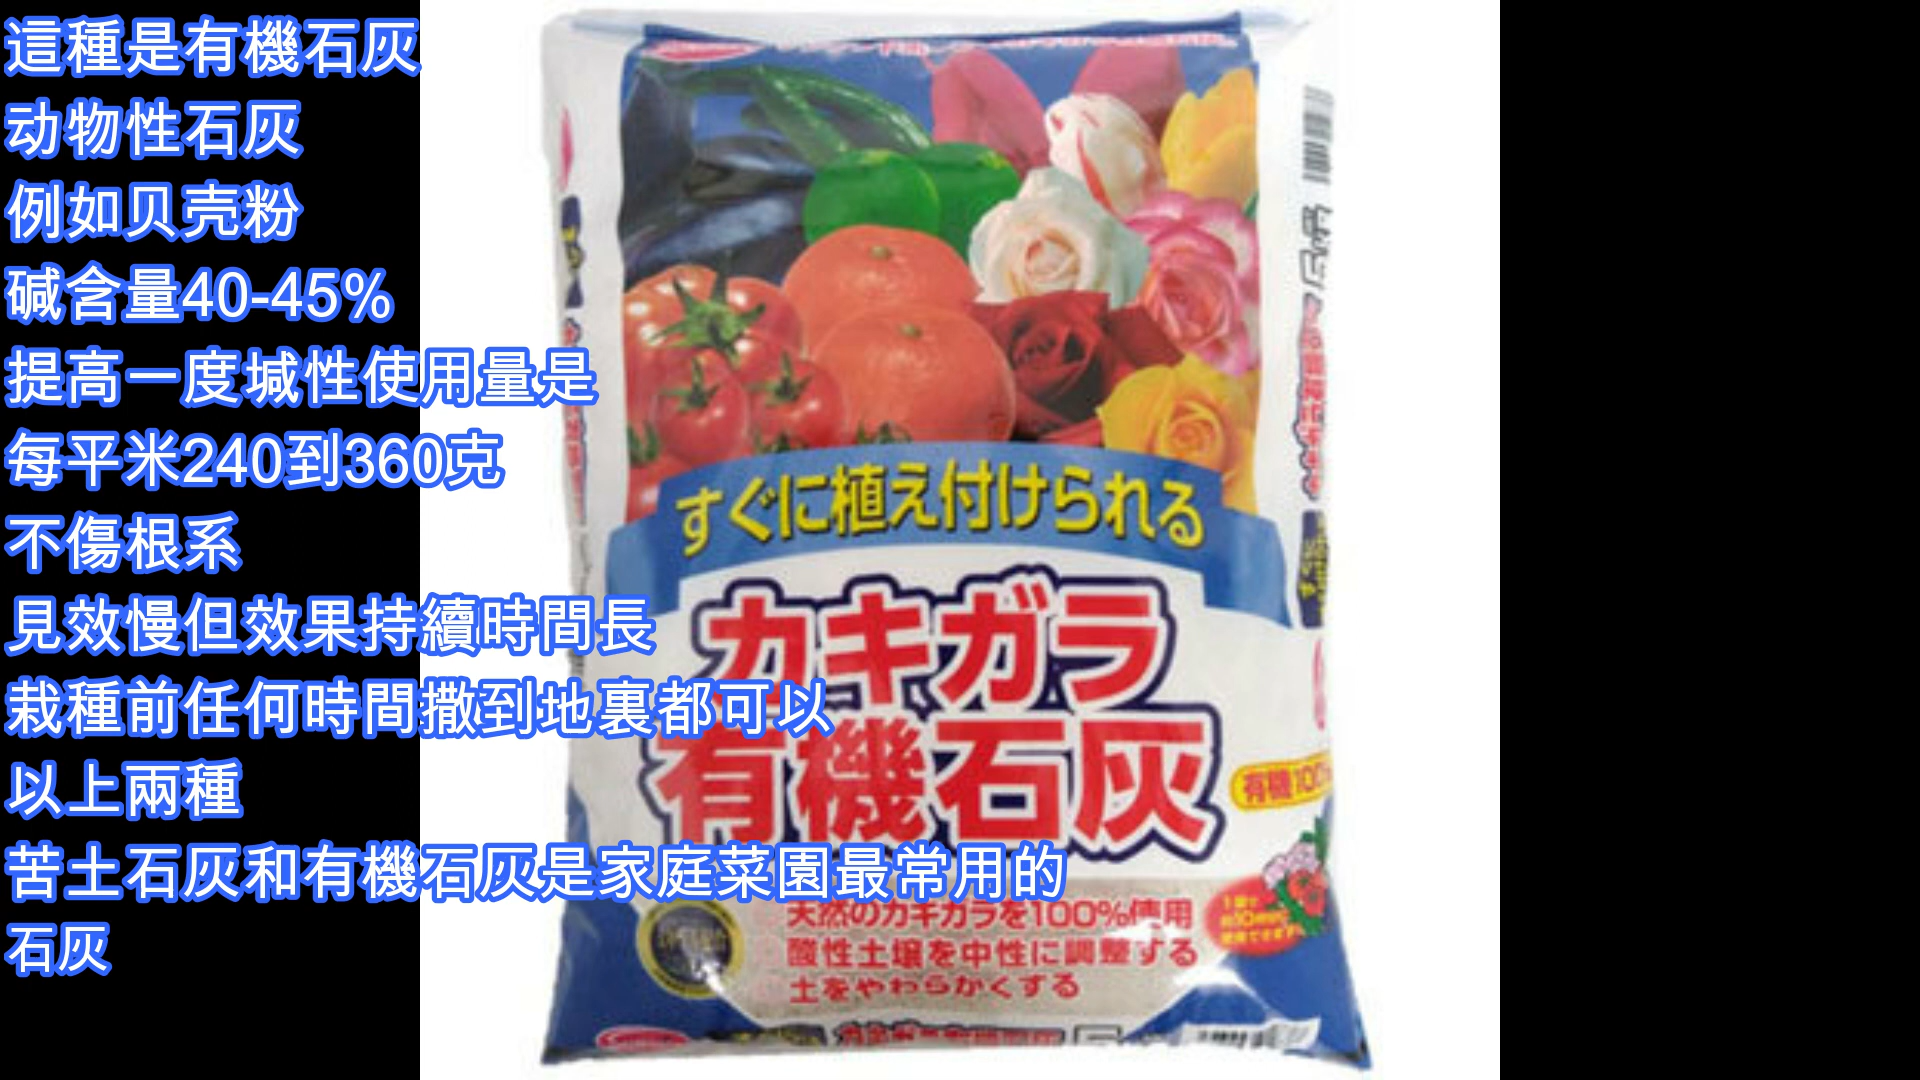 這種是有機石灰
动物性石灰
例如贝壳粉
碱含量40-45%
提高一度堿性使用量是
每平米240到360克
不傷根系
見效慢但效果持續時間長
栽種前任何時間撒到地裏都可以
以上兩種
苦土石灰和有機石灰是家庭菜園最常用的
石灰
すぐに植え付けられる
カキガラ
有機石灰
有機100%
天然のカキガラを100%使用
酸性土壌を中性に調整する
土をやわらかくする